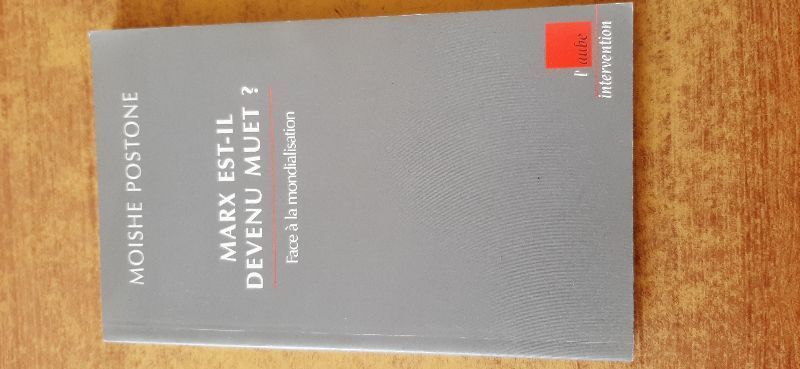 MOISHE POSTONE
MARX EST-IL
DEVENU MUET ?
Face à la mondialisation
l'aube
intervention